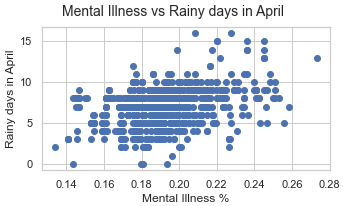 Mental Illness vs Rainy days in April
Rainy days in April
15
10
5
0
0.14 0.16 0.18 0.20 0.22 0.24 0.26 0.28
Mental Illness %